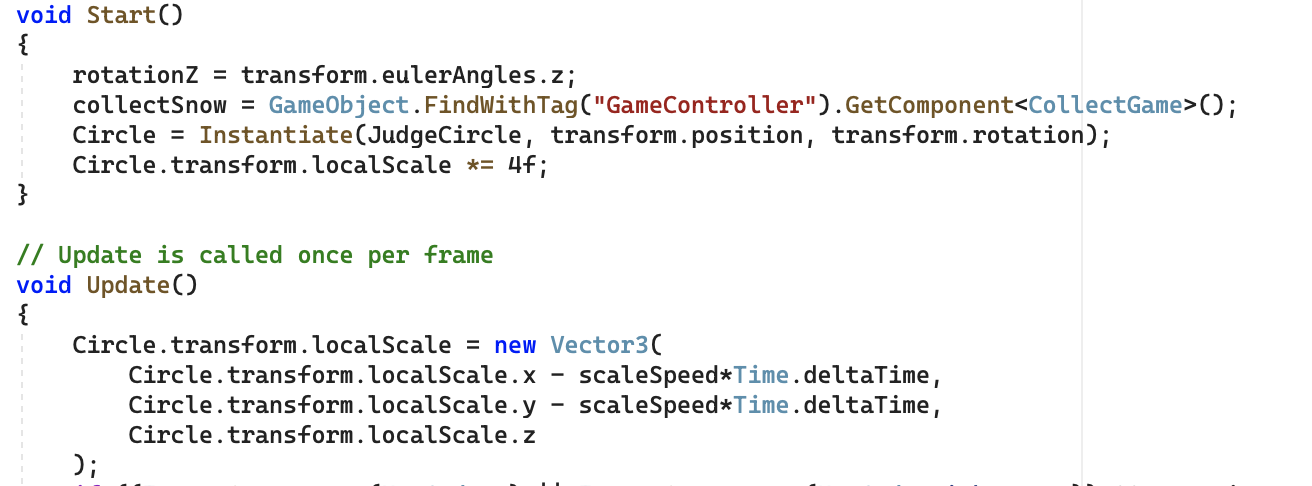 void Start()
{
    rotationZ = transform.eulerAngles.z;
    collectSnow = GameObject.FindWithTag("GameController").GetComponent<CollectGame>();
    Circle = Instantiate(JudgeCircle, transform.position, transform.rotation);
    Circle.transform.localScale *= 4f;
}
// Update is called once per frame
void Update()
{
    Circle.transform.localScale = new Vector3(
        Circle.transform.localScale.x - scaleSpeed*Time.deltaTime,
        Circle.transform.localScale.y - scaleSpeed*Time.deltaTime,
        Circle.transform.localScale.z
    );